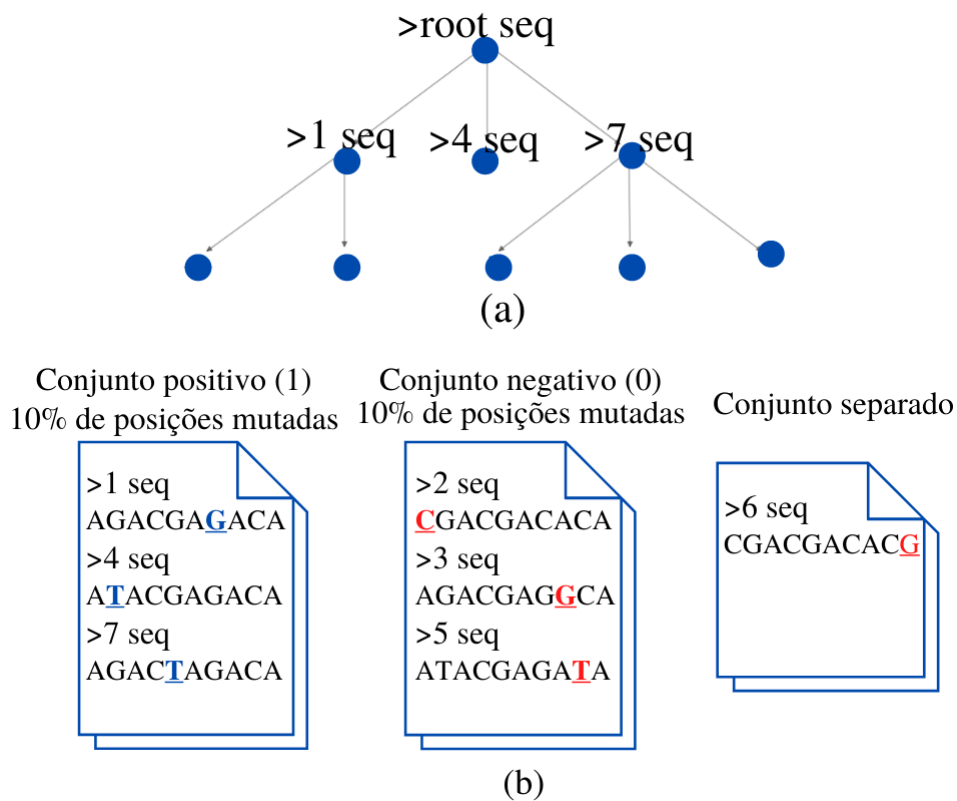 >root seq
>1 seq >4 seq >7 seq
(a)
Conjunto positivo (1)
10% de posições mutadas
>1 seq
AGACGAGACA
>4 seq
ATACGAGACA
>7 seq
AGACTAGACA
Conjunto negativo (0)
10% de posições mutadas
>2 seq
CGACGACACA
>3 seq
AGACGAGGCA
>5 seq
ATACGAGATA
Conjunto separado
>6 seq
CGACGACACG
(b)